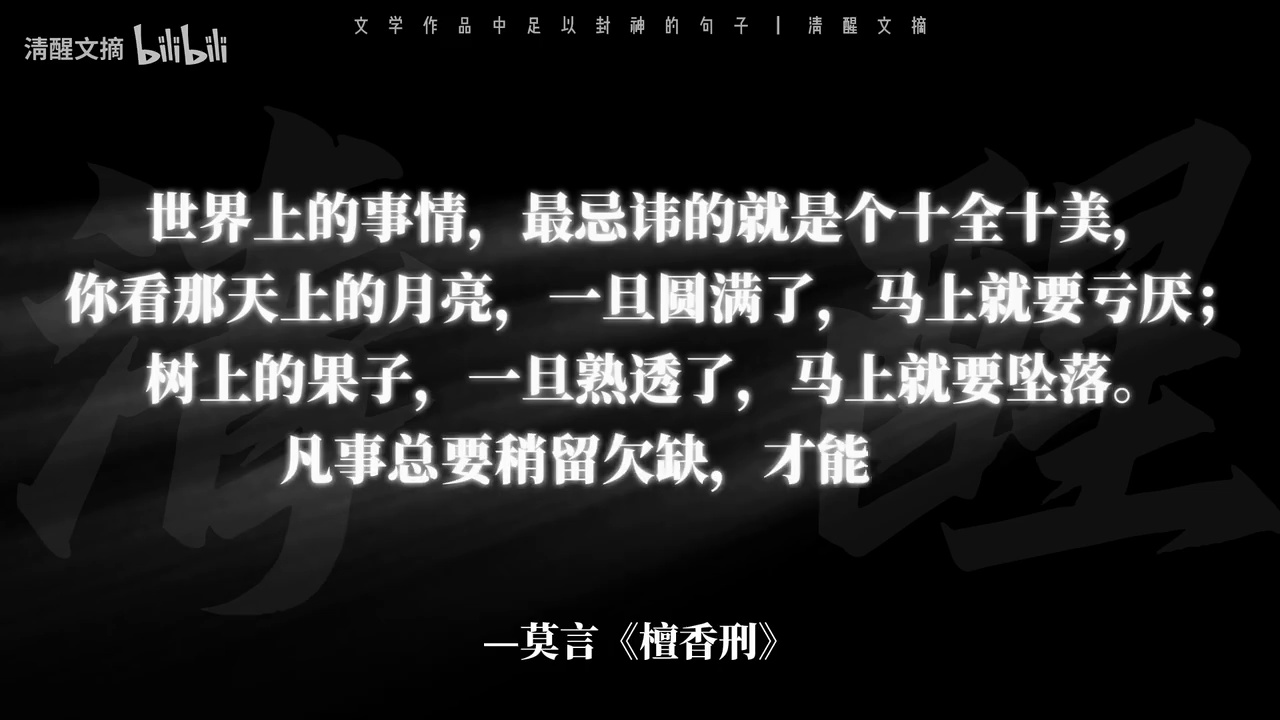 文学作品中足以封神的句子 | 清醒文摘
清醒文摘 bilibili
清醒
世界上的事情，最忌讳的就是个十全十美，
你看那天上的月亮，一旦圆满了，马上就要亏厌；
树上的果子，一旦熟透了，马上就要坠落。
凡事总要稍留欠缺，才能
—莫言《檀香刑》